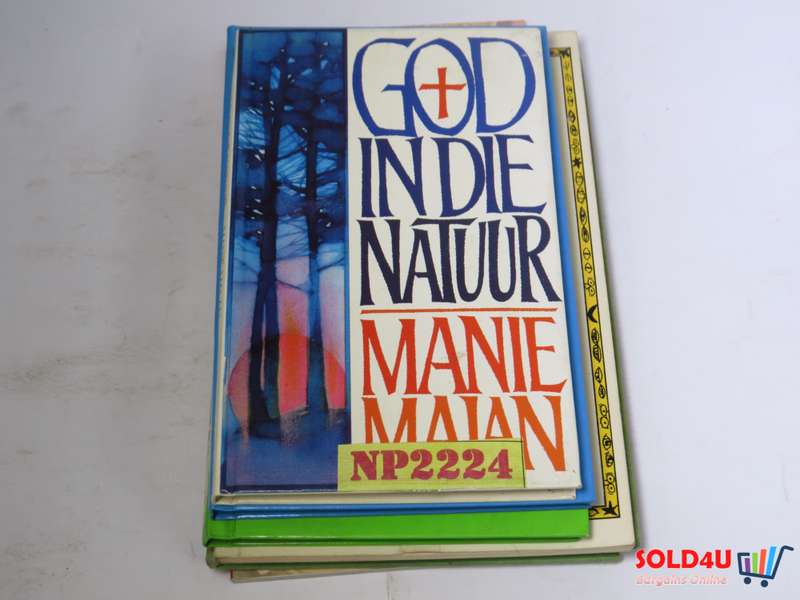 GOD
IN DIE
NATUUR
MANIE
MALAN
NP2224
SOLD4U
Bargains Online